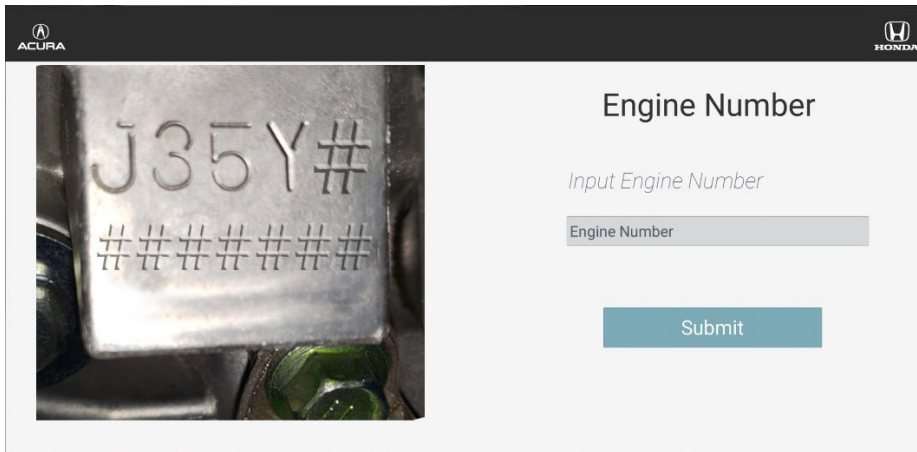 ACURA
HONDA
J35Y#
#######
Engine Number
Input Engine Number
Engine Number
Submit